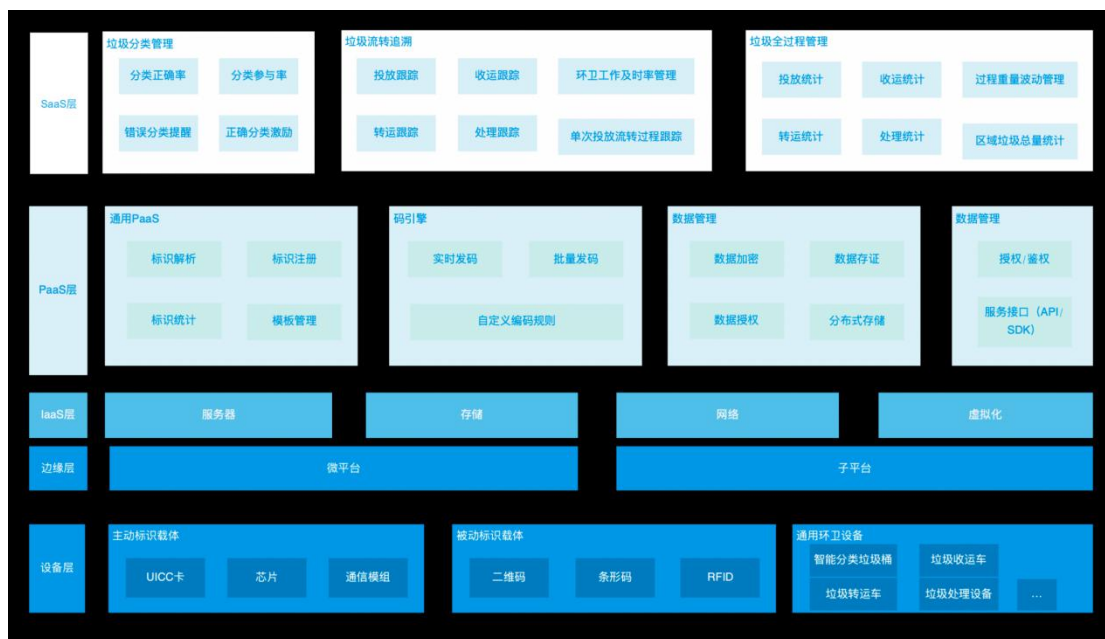 SaaS层
垃圾分类管理
分类正确率
分类参与率
错误分类提醒
正确分类激励
垃圾流转追溯
投放跟踪
收运跟踪
环卫工作及时率管理
转运跟踪
处理跟踪
单次投放流转过程跟踪
垃圾全过程管理
投放统计
收运统计
过程重量波动管理
转运统计
处理统计
区域垃圾总量统计
PaaS层
通用PaaS
标识解析
标识注册
标识统计
模板管理
码引擎
实时发码
批量发码
自定义编码规则
数据管理
数据加密
数据存证
数据授权
分布式存储
数据管理
授权/鉴权
服务接口（API/
SDK）
IaaS层
服务器
存储
网络
虚拟化
边缘层
微平台
子平台
设备层
主动标识载体
UICC卡
芯片
通信模组
被动标识载体
二维码
条形码
RFID
通用环卫设备
智能分类垃圾桶
垃圾收运车
垃圾转运车
垃圾处理设备
...